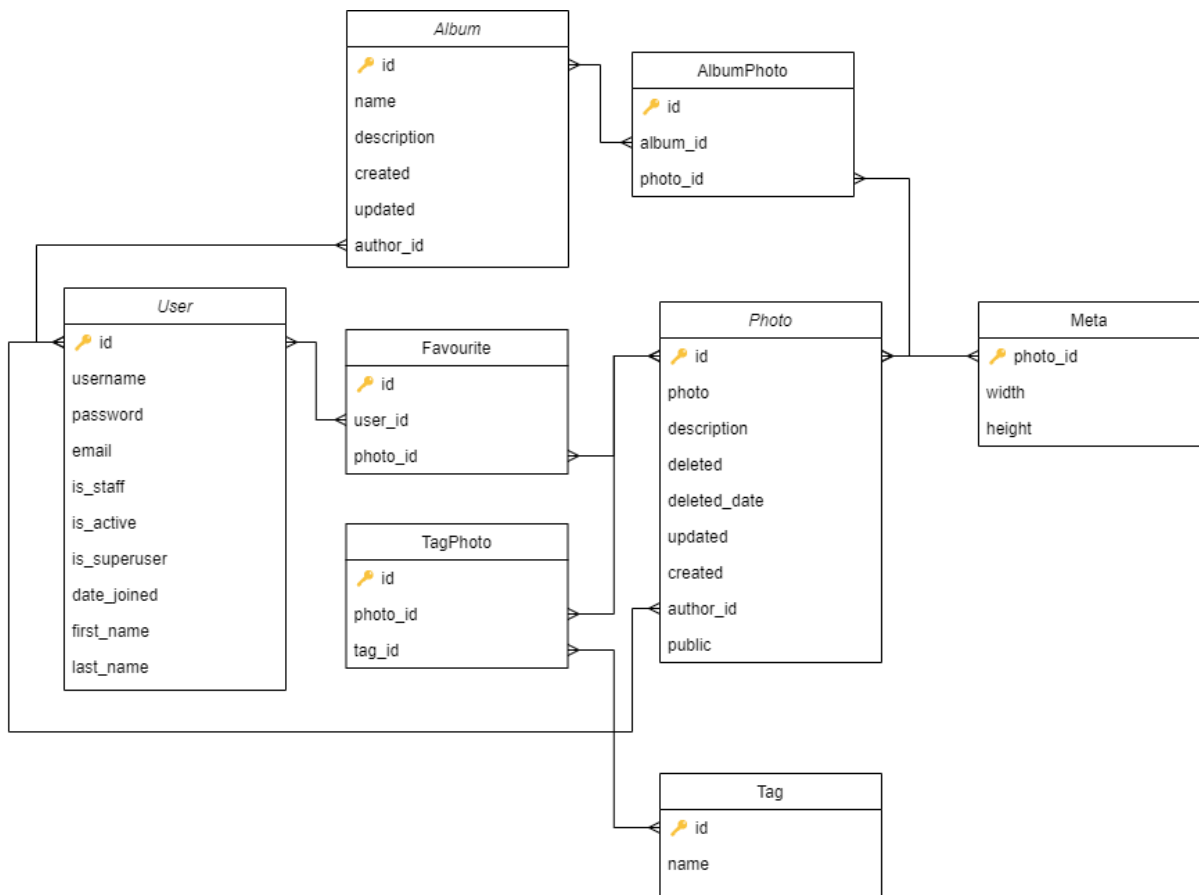 Album
id
name
description
created
updated
author_id
AlbumPhoto
id
album_id
photo_id
User
id
username
password
email
is_staff
is_active
is_superuser
date_joined
first_name
last_name
Favourite
id
user_id
photo_id
TagPhoto
id
photo_id
tag_id
Photo
id
photo
description
deleted
deleted_date
updated
created
author_id
public
Meta
photo_id
width
height
Tag
id
name